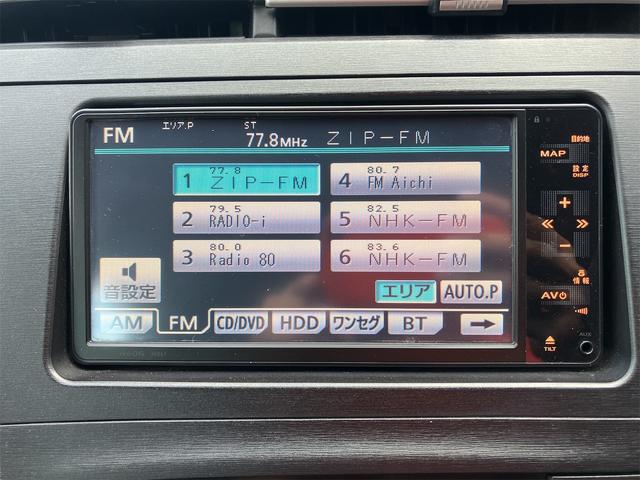 FM エリア.P ST 77.8MHz ZIP-FM
1 77.8 ZIP-FM
4 80.7 FM Aichi
2 79.5 RADIO-i
5 82.5 NHK-FM
3 80.0 Radio 80
6 83.6 NHK-FM
音設定
エリア AUTO.P
AM FM CD/DVD HDD ワンセグ BT
目的地
MAP
設定
DISP
+
-
情報
AV
TILT
AUX